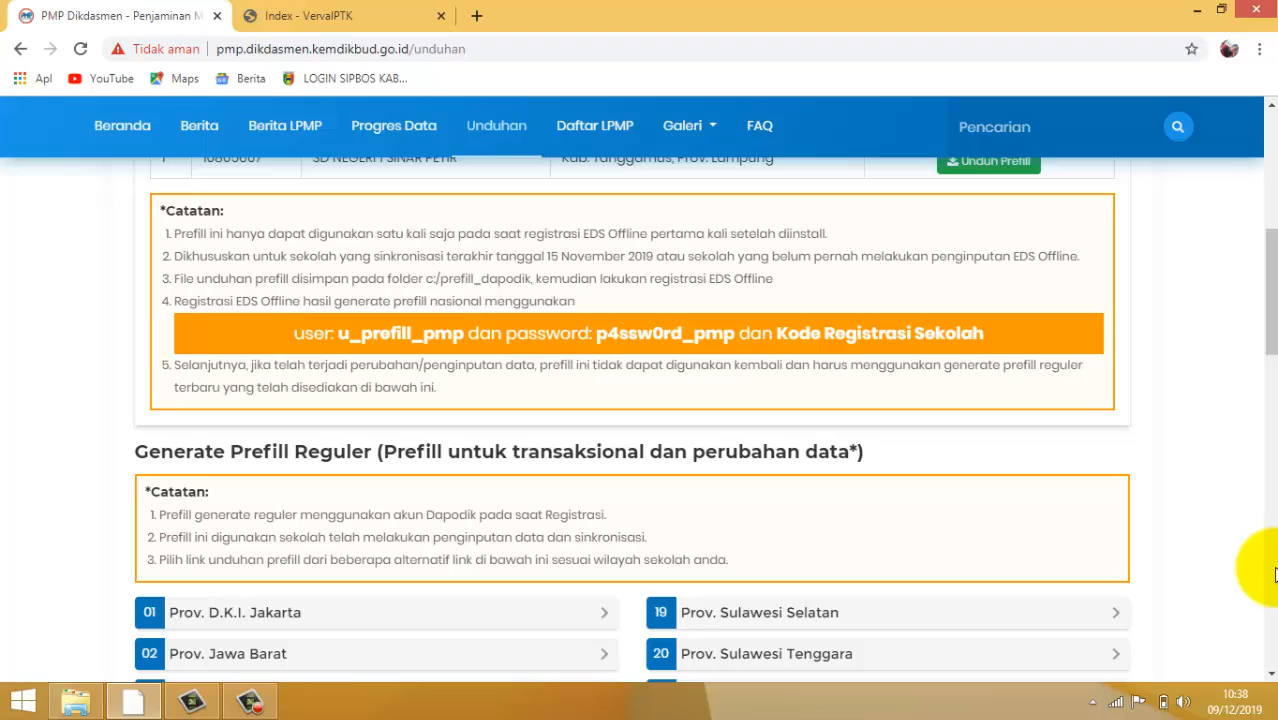 PMP Dikdasmen - Penjaminan M
Index - VervalPTK
Tidak aman
pmp.dikdasmen.kemdikbud.go.id/unduhan
Apl YouTube Maps Berita LOGIN SIPBOS KAB...
Beranda Berita Berita LPMP Progres Data Unduhan Daftar LPMP Galeri FAQ Pencarian
1 10805067 SD NEGERI 1 SINAR PETIR Kab. Tanggamus, Prov. Lampung Unduh Prefill
*Catatan:
1. Prefill ini hanya dapat digunakan satu kali saja pada saat registrasi EDS Offline pertama kali setelah diinstall.
2. Dikhususkan untuk sekolah yang sinkronisasi terakhir tanggal 15 November 2019 atau sekolah yang belum pernah melakukan penginputan EDS Offline.
3. File unduhan prefill disimpan pada folder c:/prefill_dapodik, kemudian lakukan registrasi EDS Offline
4. Registrasi EDS Offline hasil generate prefill nasional menggunakan
user: u_prefill_pmp dan password: p4ssw0rd_pmp dan Kode Registrasi Sekolah
5. Selanjutnya, jika telah terjadi perubahan/penginputan data, prefill ini tidak dapat digunakan kembali dan harus menggunakan generate prefill reguler
terbaru yang telah disediakan di bawah ini.
Generate Prefill Reguler (Prefill untuk transaksional dan perubahan data*)
*Catatan:
1. Prefill generate reguler menggunakan akun Dapodik pada saat Registrasi.
2. Prefill ini digunakan sekolah telah melakukan penginputan data dan sinkronisasi.
3. Pilih link unduhan prefill dari beberapa alternatif link di bawah ini sesuai wilayah sekolah anda.
01 Prov. D.K.I. Jakarta
19 Prov. Sulawesi Selatan
02 Prov. Jawa Barat
20 Prov. Sulawesi Tenggara
10:38
09/12/2019